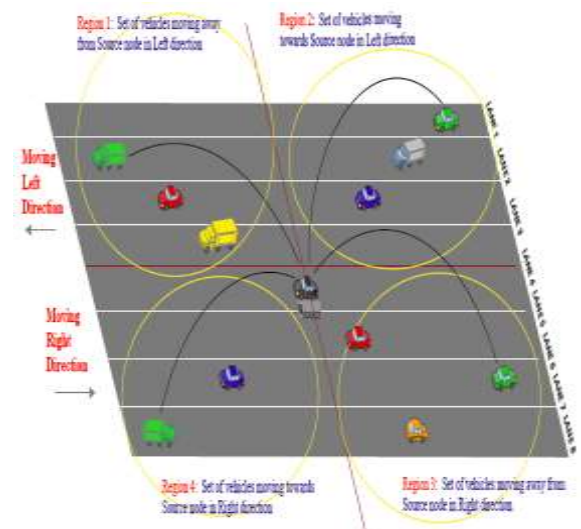 Region 1: Set of vehicles moving away
from Source node in Left direction
Region 2: Set of vehicles moving
towards Source node in Left direction
Moving
Left
Direction
LANE 1 LANE 2 LANE 3 LANE 4 LANE 5 LANE 6 LANE 7 LANE 8
Moving
Right
Direction
Region 4: Set of vehicles moving towards
Source node in Right direction
Region 3: Set of vehicles moving away from
Source node in Right direction